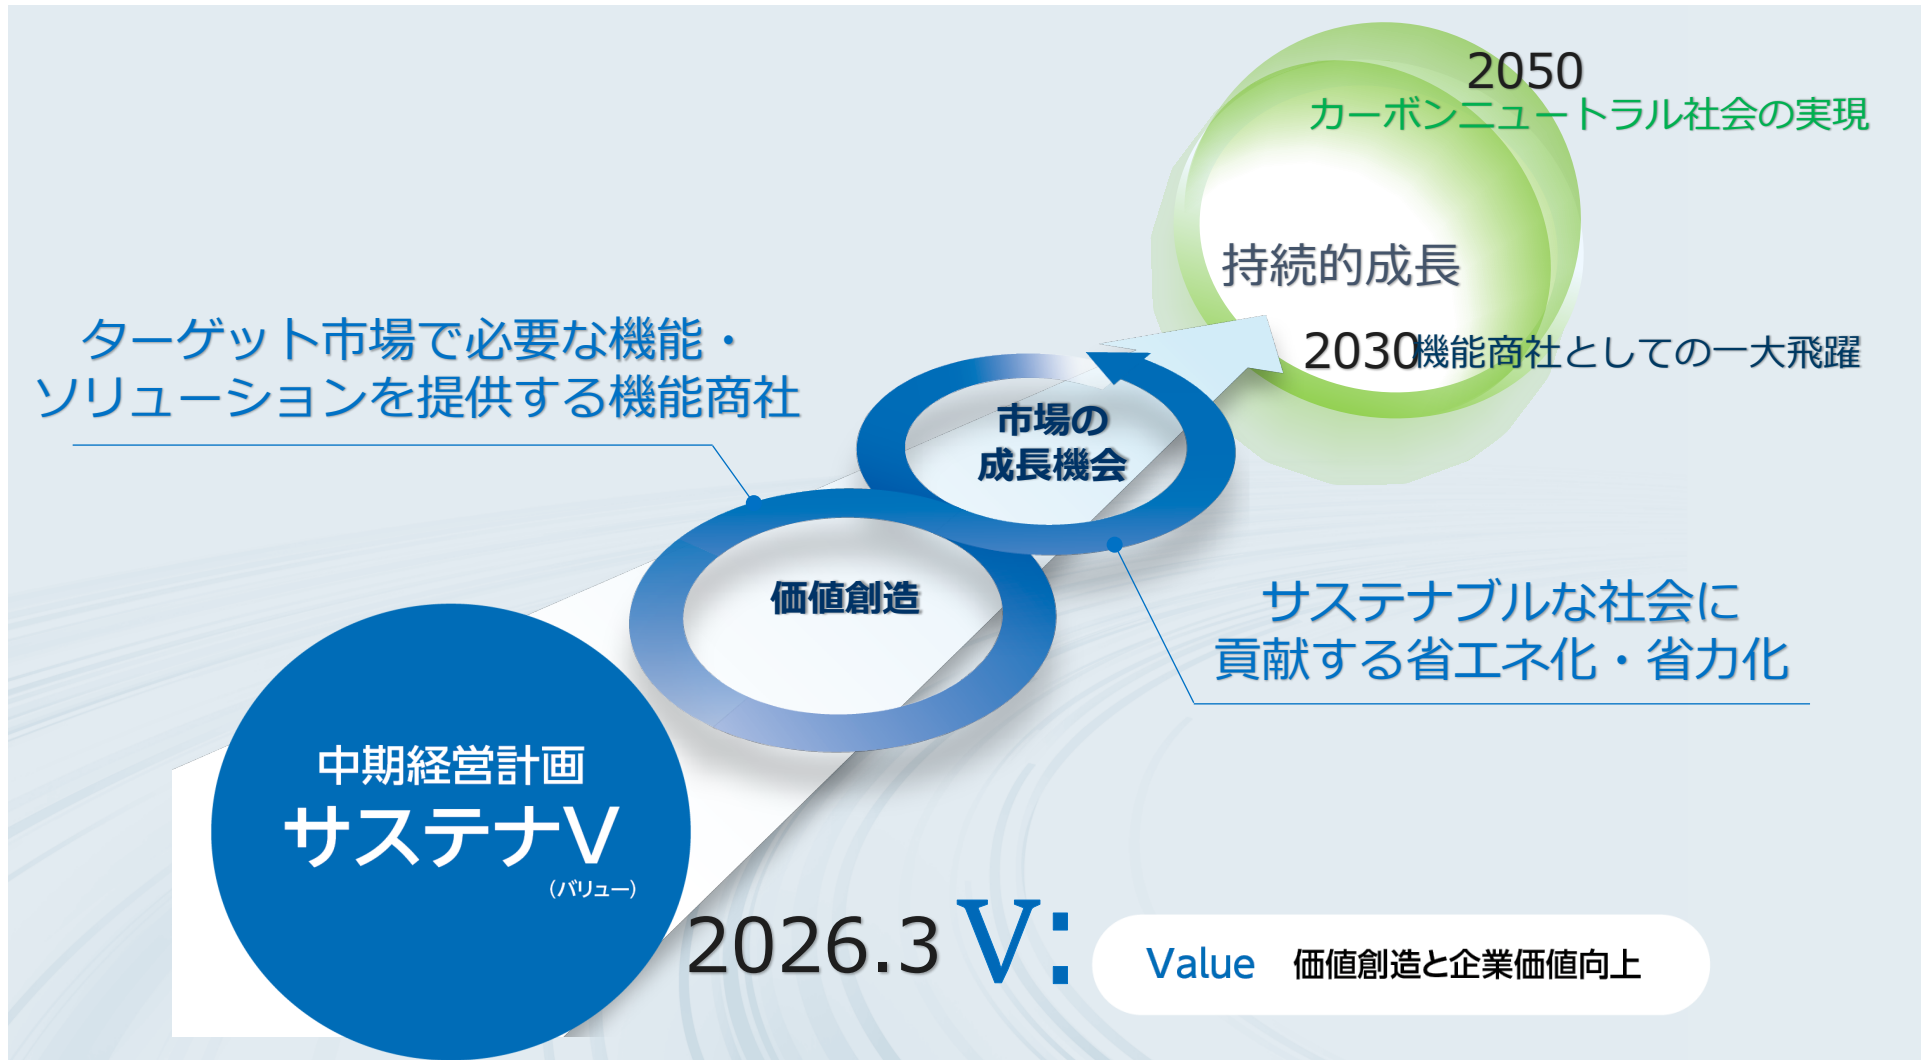 2050
カーボンニュートラル社会の実現
持続的成長
2030機能商社としての一大飛躍
ターゲット市場で必要な機能・
ソリューションを提供する機能商社
市場の
成長機会
価値創造
サステナブルな社会に
貢献する省エネ化・省力化
中期経営計画
サステナV
（バリュー）
2026.3
V:
Value 価値創造と企業価値向上